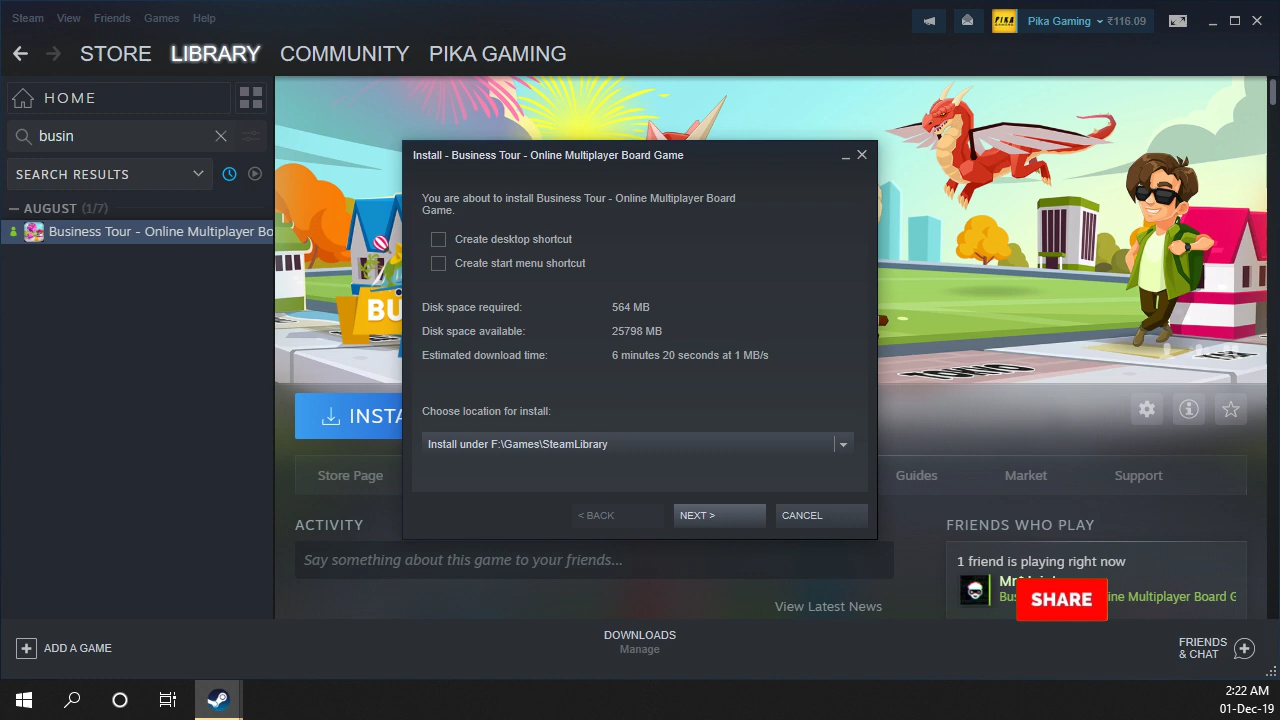 Steam View Friends Games Help
PIKA
Pika Gaming ₹116.09
STORE LIBRARY COMMUNITY PIKA GAMING
HOME
busin
SEARCH RESULTS
— AUGUST (1/7)
Business Tour - Online Multiplayer Bo
BU
Install - Business Tour - Online Multiplayer Board Game
You are about to install Business Tour - Online Multiplayer Board
Game.
Create desktop shortcut
Create start menu shortcut
Disk space required: 564 MB
Disk space available: 25798 MB
Estimated download time: 6 minutes 20 seconds at 1 MB/s
Choose location for install:
Install under F:\Games\SteamLibrary
< BACK NEXT > CANCEL
INSTA
Store Page Guides Market Support
ACTIVITY
Say something about this game to your friends...
View Latest News
FRIENDS WHO PLAY
1 friend is playing right now
ine Multiplayer Board G
SHARE
ADD A GAME
DOWNLOADS
Manage
FRIENDS
& CHAT
2:22 AM
01-Dec-19